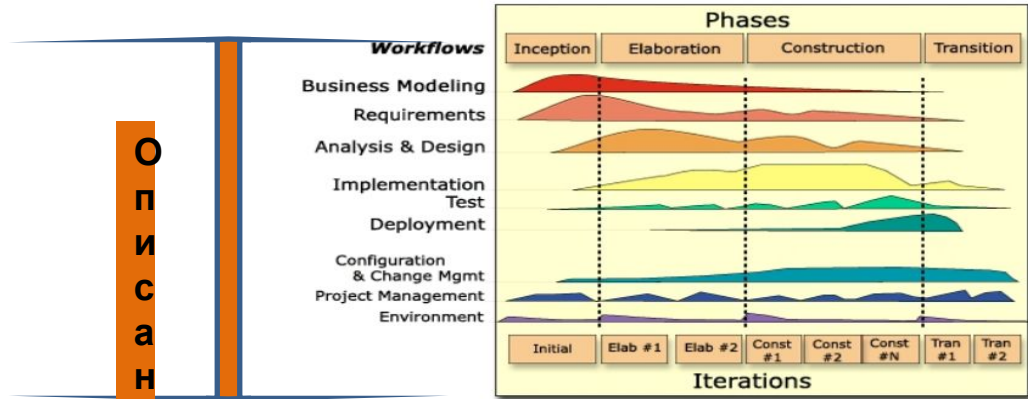 О
п
и
с
а
н
Phases
Workflows
Inception
Elaboration
Construction
Transition
Business Modeling
Requirements
Analysis & Design
Implementation
Test
Deployment
Configuration
& Change Mgmt
Project Management
Environment
Initial
Elab #1
Elab #2
Const
#1
Const
#2
Const
#N
Tran
#1
Tran
#2
Iterations